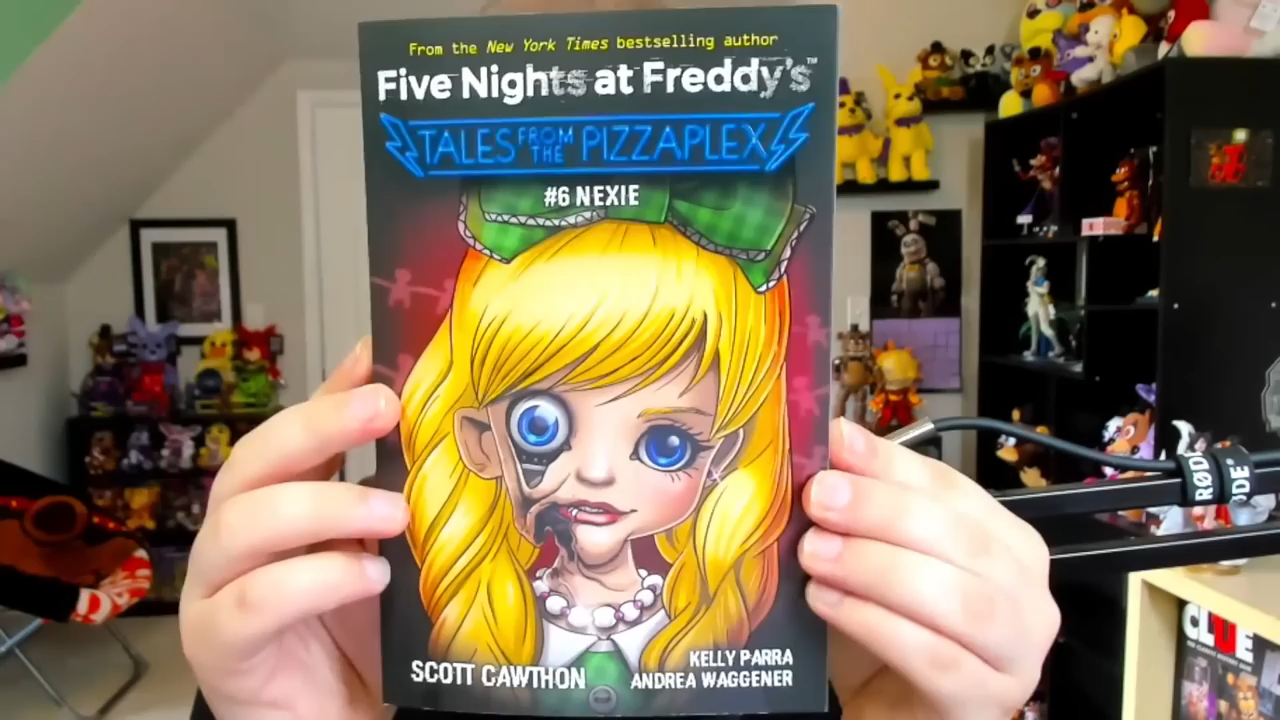 From the New York Times bestselling author
Five Nights at Freddy's™
TALES FROM THE PIZZAPLEX
#6 NEXIE
SCOTT CAWTHON
KELLY PARRA
ANDREA WAGGENER
RØDE
CLUE